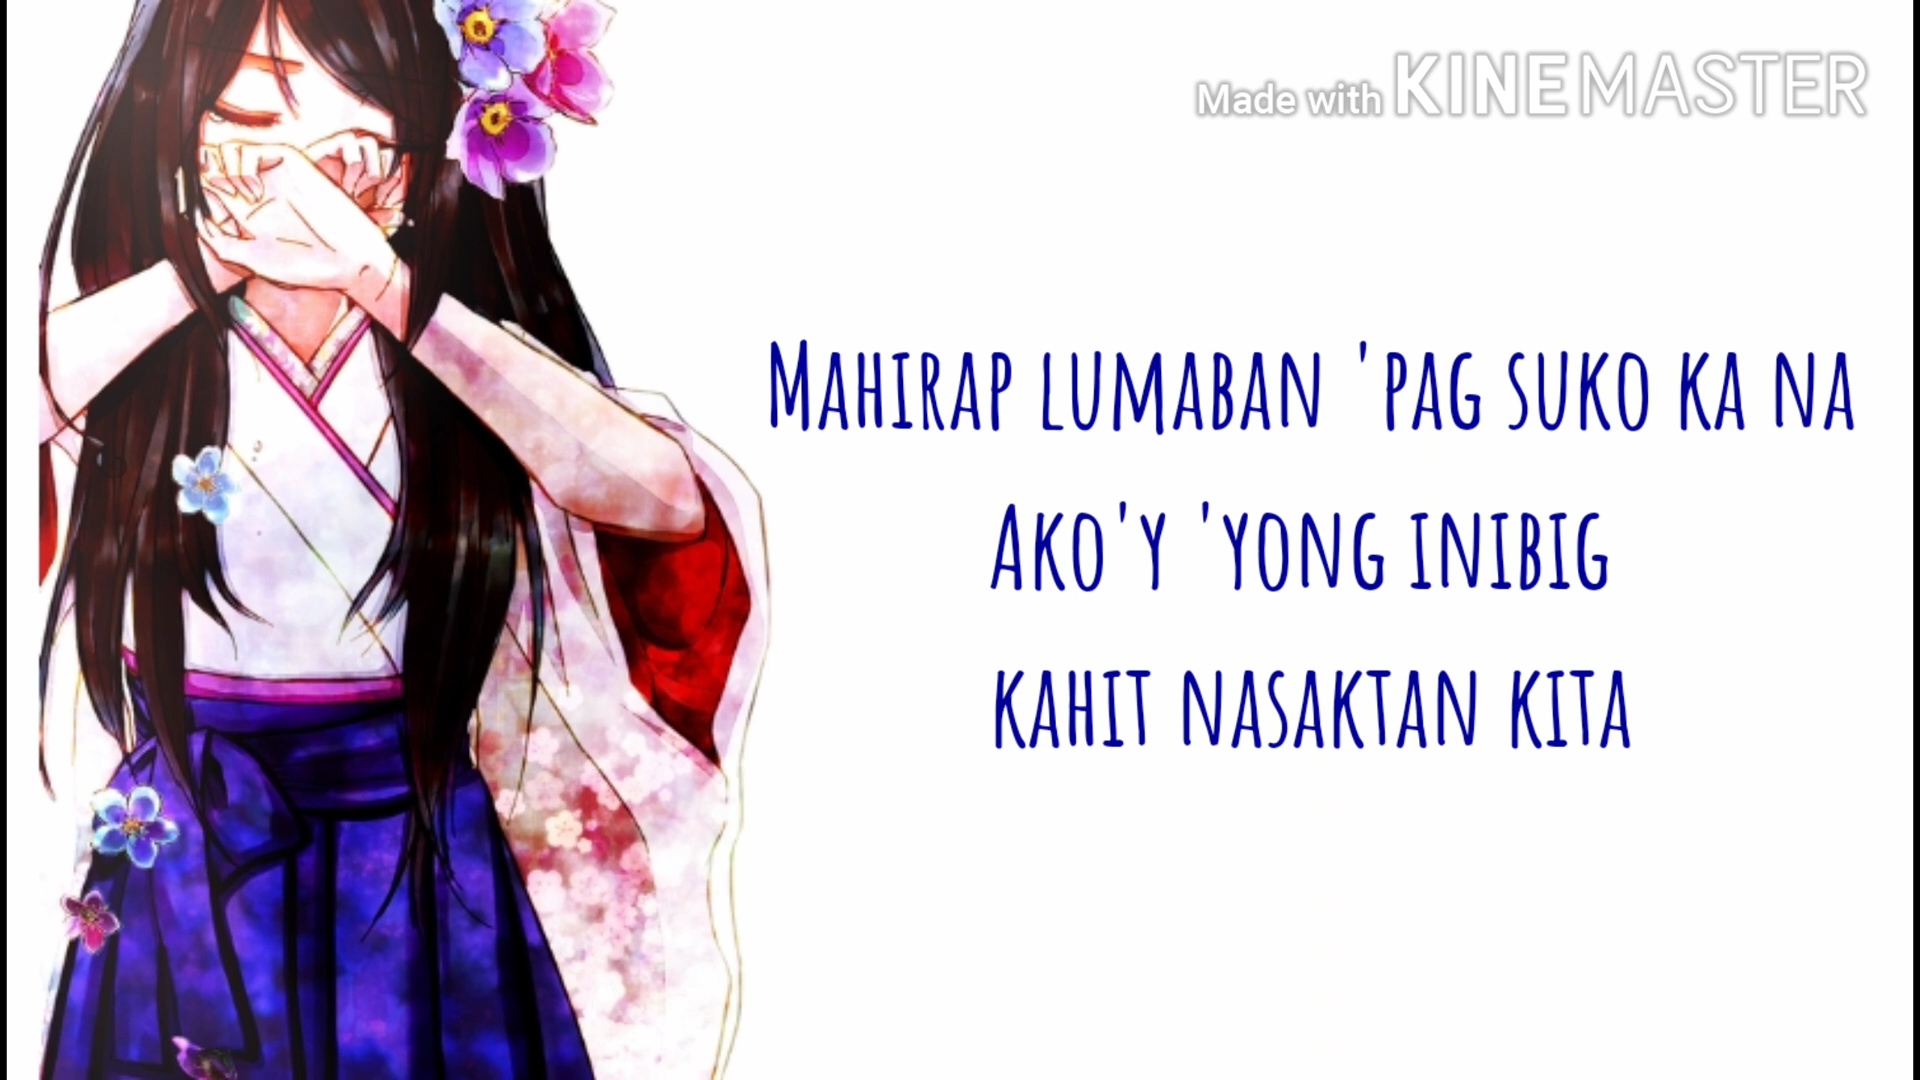 Made with KINEMASTER
Mahirap lumaban 'pag suko ka na
Ako'y 'yong inibig
kahit nasaktan kita